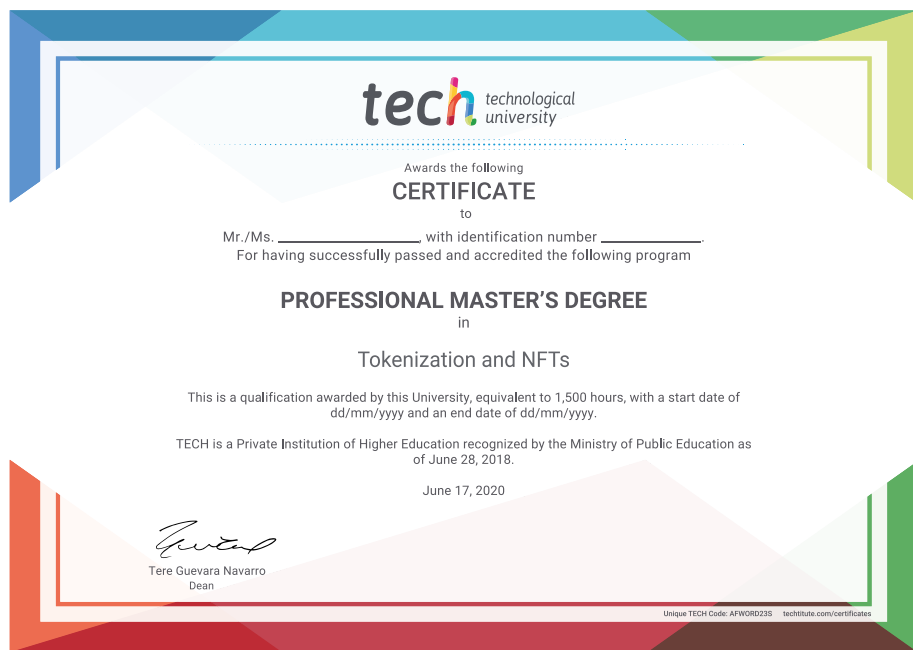 tech technological
university
Awards the following
CERTIFICATE
to
Mr./Ms. ____________________, with identification number ______________.
For having successfully passed and accredited the following program
PROFESSIONAL MASTER'S DEGREE
in
Tokenization and NFTs
This is a qualification awarded by this University, equivalent to 1,500 hours, with a start date of
dd/mm/yyyy and an end date of dd/mm/yyyy.
TECH is a Private Institution of Higher Education recognized by the Ministry of Public Education as
of June 28, 2018.
June 17, 2020
Tere Guevara Navarro
Dean
Unique TECH Code: AFWORD23S techtitute.com/certificates